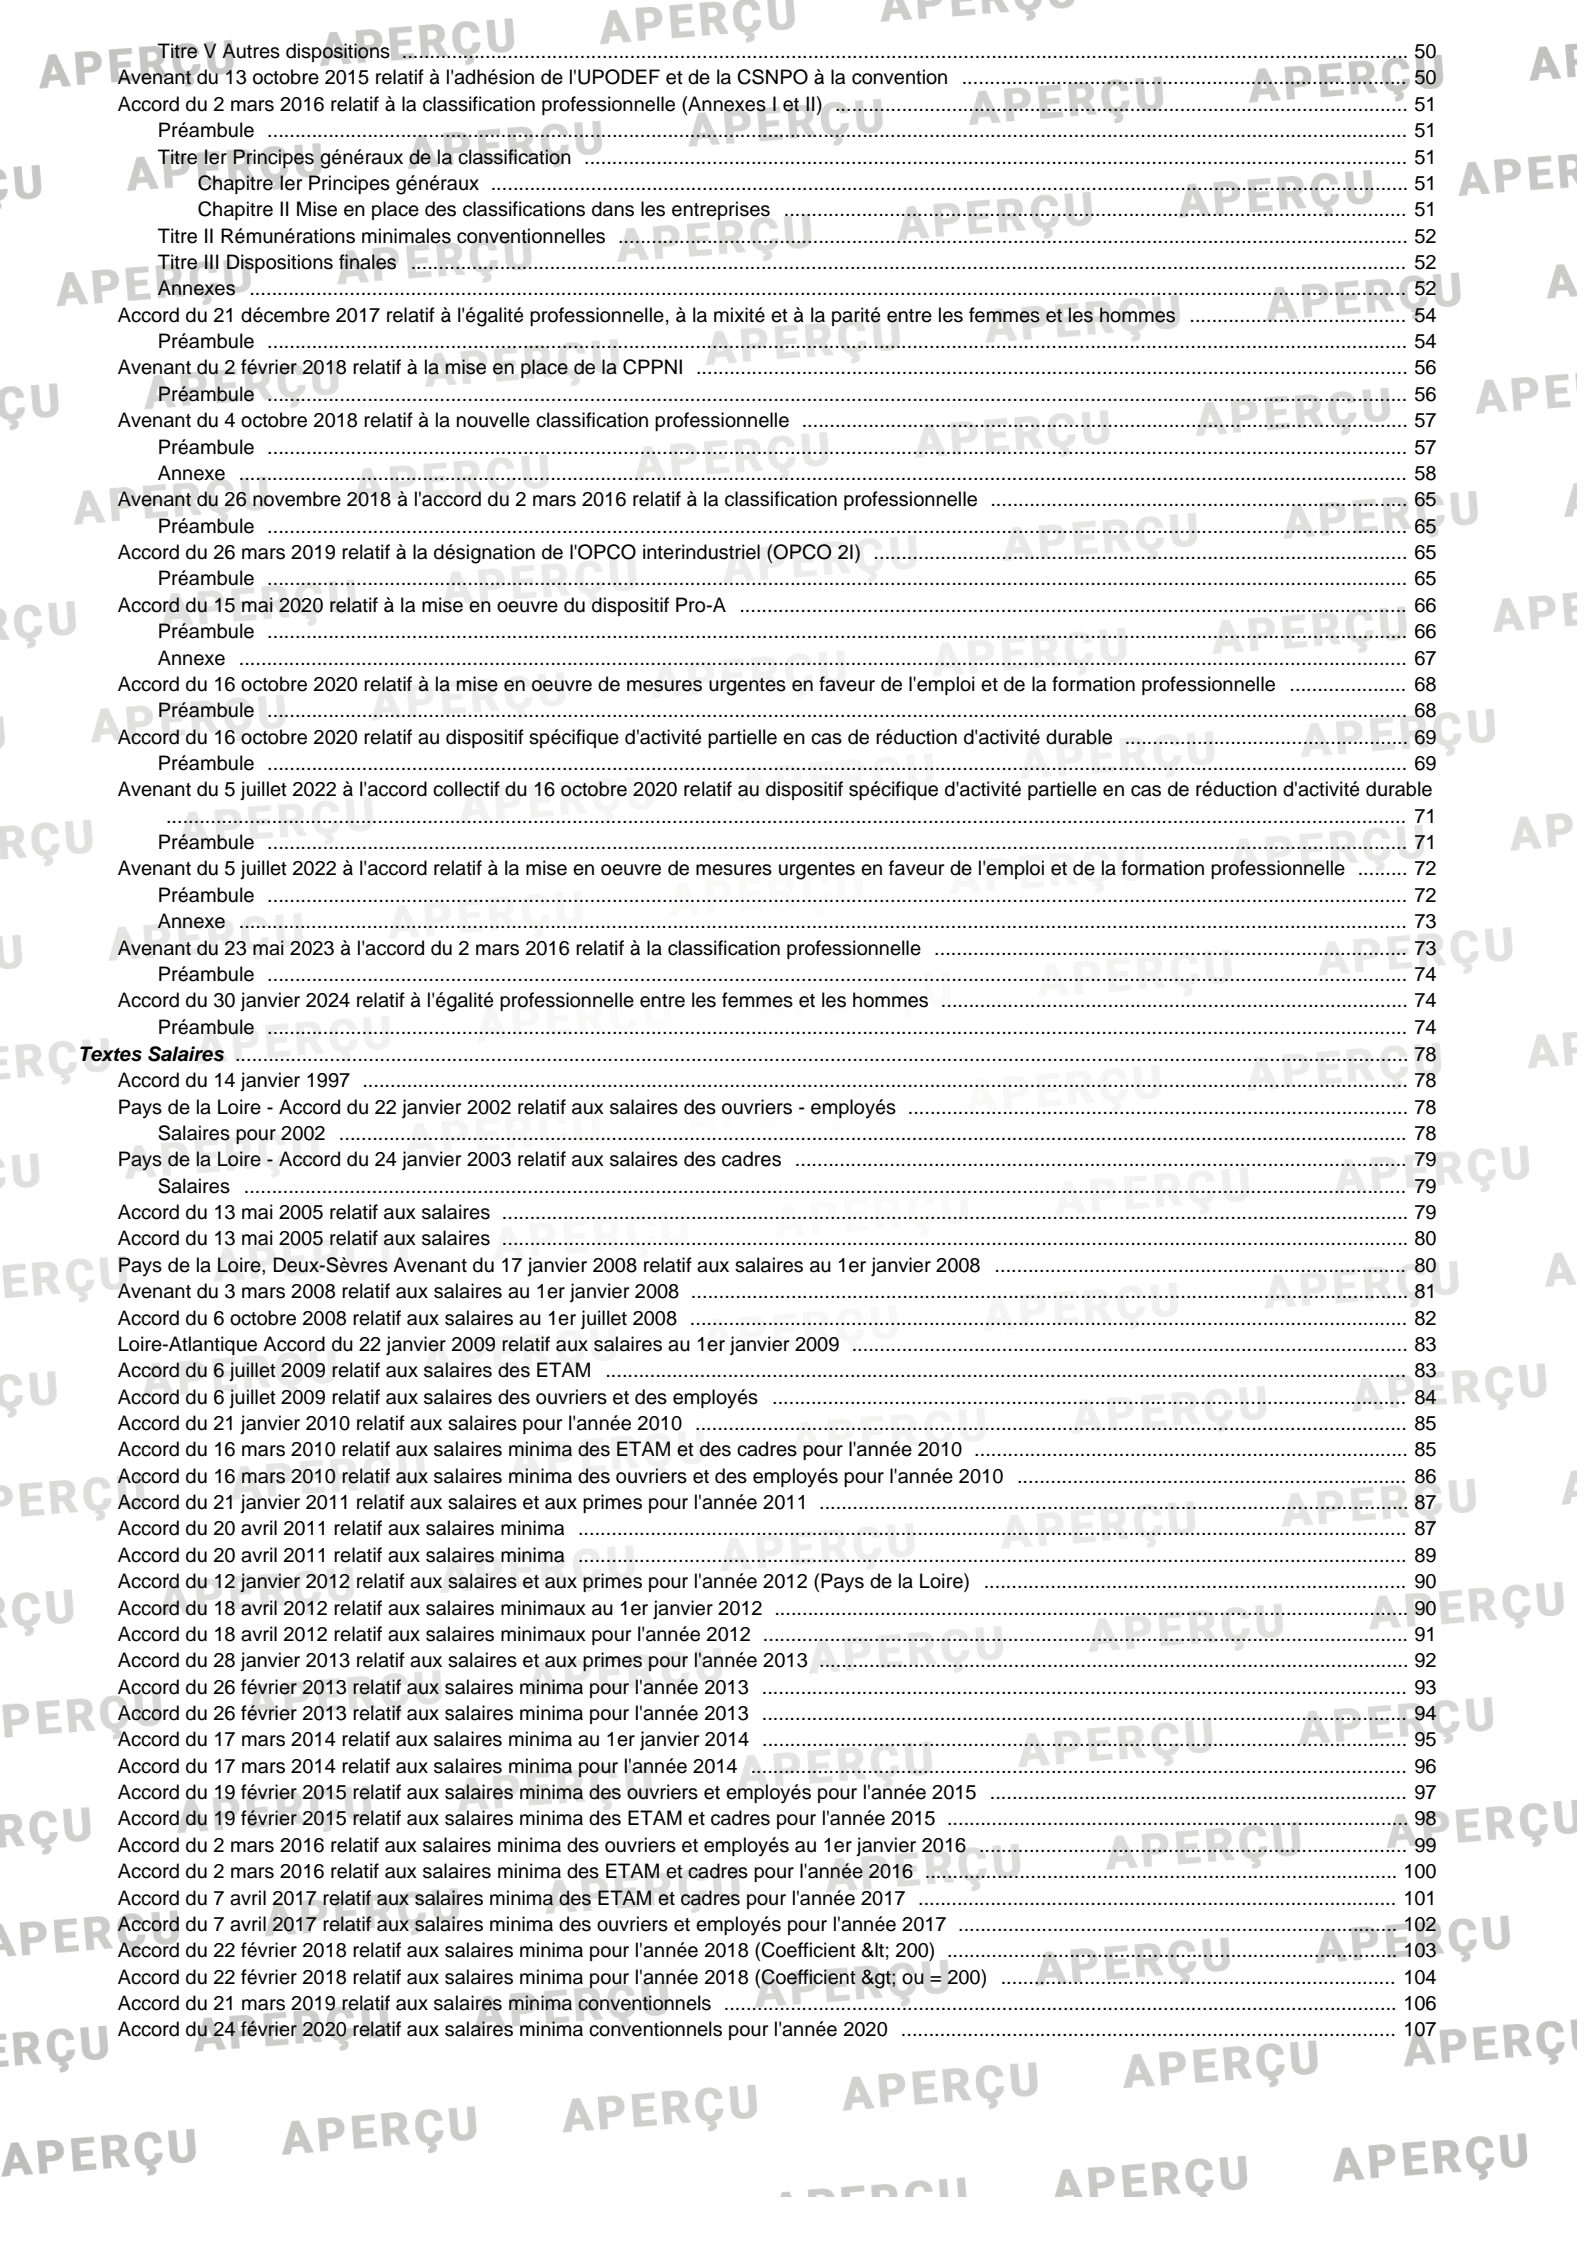 Titre V Autres dispositions ........ 50
Avenant du 13 octobre 2015 relatif à l'adhésion de l'UPODEF et de la CSNPO à la convention ........ 50
Accord du 2 mars 2016 relatif à la classification professionnelle (Annexes I et II) ........ 51
Préambule ........ 51
Titre Ier Principes généraux de la classification ........ 51
Chapitre Ier Principes généraux ........ 51
Chapitre II Mise en place des classifications dans les entreprises ........ 51
Titre II Rémunérations minimales conventionnelles ........ 52
Titre III Dispositions finales ........ 52
Annexes ........ 52
Accord du 21 décembre 2017 relatif à l'égalité professionnelle, à la mixité et à la parité entre les femmes et les hommes ........ 54
Préambule ........ 54
Avenant du 2 février 2018 relatif à la mise en place de la CPPNI ........ 56
Préambule ........ 56
Avenant du 4 octobre 2018 relatif à la nouvelle classification professionnelle ........ 57
Préambule ........ 57
Annexe ........ 58
Avenant du 26 novembre 2018 à l'accord du 2 mars 2016 relatif à la classification professionnelle ........ 65
Préambule ........ 65
Accord du 26 mars 2019 relatif à la désignation de l'OPCO interindustriel (OPCO 2I) ........ 65
Préambule ........ 65
Accord du 15 mai 2020 relatif à la mise en oeuvre du dispositif Pro-A ........ 66
Préambule ........ 66
Annexe ........ 67
Accord du 16 octobre 2020 relatif à la mise en oeuvre de mesures urgentes en faveur de l'emploi et de la formation professionnelle ........ 68
Préambule ........ 68
Accord du 16 octobre 2020 relatif au dispositif spécifique d'activité partielle en cas de réduction d'activité durable ........ 69
Préambule ........ 69
Avenant du 5 juillet 2022 à l'accord collectif du 16 octobre 2020 relatif au dispositif spécifique d'activité partielle en cas de réduction d'activité durable
........ 71
Préambule ........ 71
Avenant du 5 juillet 2022 à l'accord relatif à la mise en oeuvre de mesures urgentes en faveur de l'emploi et de la formation professionnelle ........ 72
Préambule ........ 72
Annexe ........ 73
Avenant du 23 mai 2023 à l'accord du 2 mars 2016 relatif à la classification professionnelle ........ 73
Préambule ........ 74
Accord du 30 janvier 2024 relatif à l'égalité professionnelle entre les femmes et les hommes ........ 74
Préambule ........ 74
Textes Salaires ........ 78
Accord du 14 janvier 1997 ........ 78
Pays de la Loire - Accord du 22 janvier 2002 relatif aux salaires des ouvriers - employés ........ 78
Salaires pour 2002 ........ 78
Pays de la Loire - Accord du 24 janvier 2003 relatif aux salaires des cadres ........ 79
Salaires ........ 79
Accord du 13 mai 2005 relatif aux salaires ........ 79
Accord du 13 mai 2005 relatif aux salaires ........ 80
Pays de la Loire, Deux-Sèvres Avenant du 17 janvier 2008 relatif aux salaires au 1er janvier 2008 ........ 80
Avenant du 3 mars 2008 relatif aux salaires au 1er janvier 2008 ........ 81
Accord du 6 octobre 2008 relatif aux salaires au 1er juillet 2008 ........ 82
Loire-Atlantique Accord du 22 janvier 2009 relatif aux salaires au 1er janvier 2009 ........ 83
Accord du 6 juillet 2009 relatif aux salaires des ETAM ........ 83
Accord du 6 juillet 2009 relatif aux salaires des ouvriers et des employés ........ 84
Accord du 21 janvier 2010 relatif aux salaires pour l'année 2010 ........ 85
Accord du 16 mars 2010 relatif aux salaires minima des ETAM et des cadres pour l'année 2010 ........ 85
Accord du 16 mars 2010 relatif aux salaires minima des ouvriers et des employés pour l'année 2010 ........ 86
Accord du 21 janvier 2011 relatif aux salaires et aux primes pour l'année 2011 ........ 87
Accord du 20 avril 2011 relatif aux salaires minima ........ 87
Accord du 20 avril 2011 relatif aux salaires minima ........ 89
Accord du 12 janvier 2012 relatif aux salaires et aux primes pour l'année 2012 (Pays de la Loire) ........ 90
Accord du 18 avril 2012 relatif aux salaires minimaux au 1er janvier 2012 ........ 90
Accord du 18 avril 2012 relatif aux salaires minimaux pour l'année 2012 ........ 91
Accord du 28 janvier 2013 relatif aux salaires et aux primes pour l'année 2013 ........ 92
Accord du 26 février 2013 relatif aux salaires minima pour l'année 2013 ........ 93
Accord du 26 février 2013 relatif aux salaires minima pour l'année 2013 ........ 94
Accord du 17 mars 2014 relatif aux salaires minima au 1er janvier 2014 ........ 95
Accord du 17 mars 2014 relatif aux salaires minima pour l'année 2014 ........ 96
Accord du 19 février 2015 relatif aux salaires minima des ouvriers et employés pour l'année 2015 ........ 97
Accord du 19 février 2015 relatif aux salaires minima des ETAM et cadres pour l'année 2015 ........ 98
Accord du 2 mars 2016 relatif aux salaires minima des ouvriers et employés au 1er janvier 2016 ........ 99
Accord du 2 mars 2016 relatif aux salaires minima des ETAM et cadres pour l'année 2016 ........ 100
Accord du 7 avril 2017 relatif aux salaires minima des ETAM et cadres pour l'année 2017 ........ 101
Accord du 7 avril 2017 relatif aux salaires minima des ouvriers et employés pour l'année 2017 ........ 102
Accord du 22 février 2018 relatif aux salaires minima pour l'année 2018 (Coefficient &lt; 200) ........ 103
Accord du 22 février 2018 relatif aux salaires minima pour l'année 2018 (Coefficient &gt; ou = 200) ........ 104
Accord du 21 mars 2019 relatif aux salaires minima conventionnels ........ 106
Accord du 24 février 2020 relatif aux salaires minima conventionnels pour l'année 2020 ........ 107
APERÇU